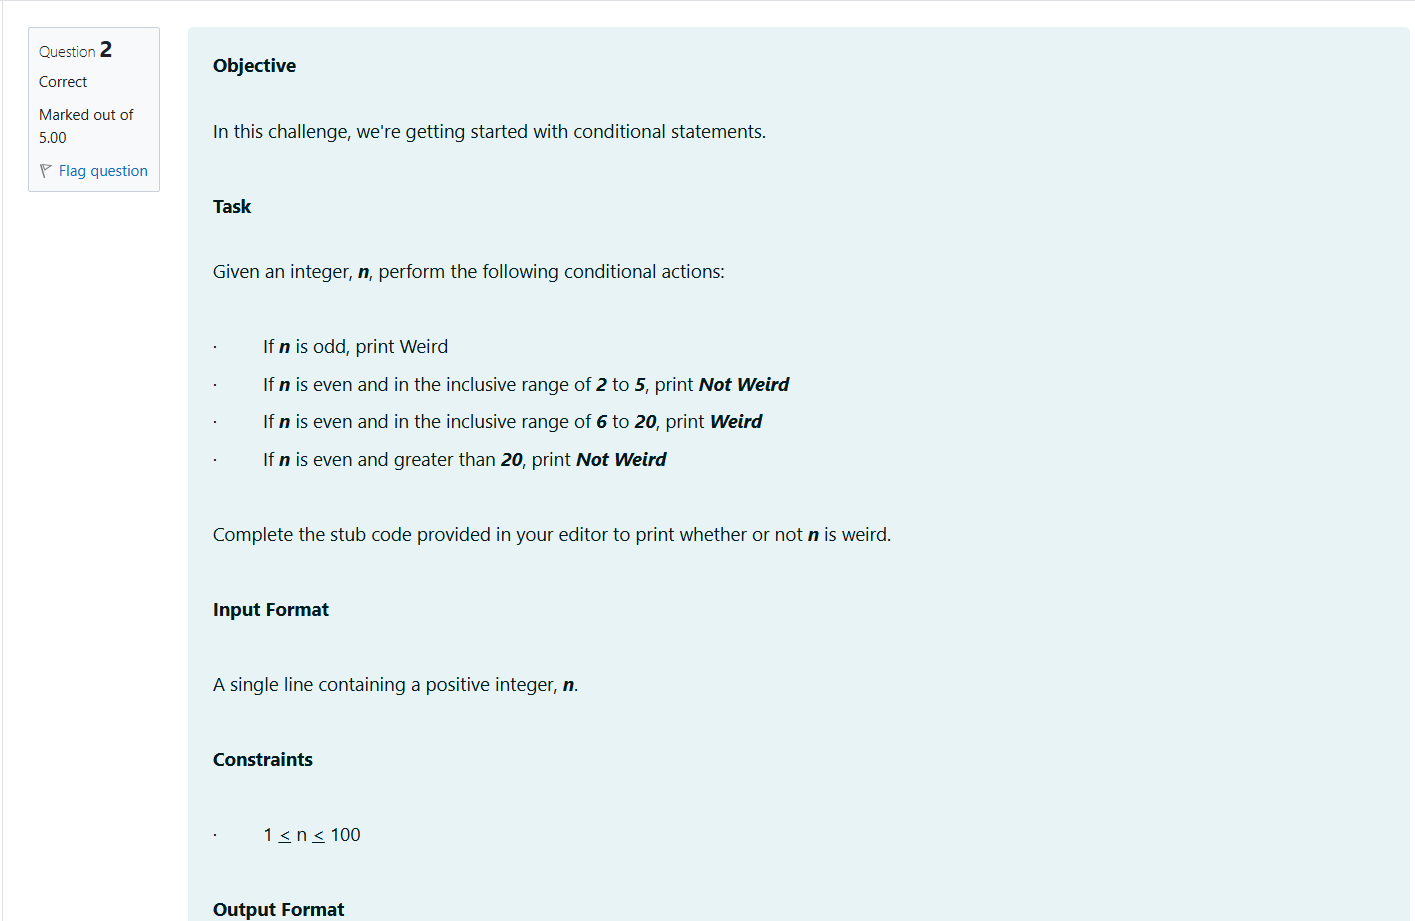 Question 2
Correct
Marked out of
5.00
Flag question
Objective
In this challenge, we're getting started with conditional statements.
Task
Given an integer, n, perform the following conditional actions:
· If n is odd, print Weird
· If n is even and in the inclusive range of 2 to 5, print Not Weird
· If n is even and in the inclusive range of 6 to 20, print Weird
· If n is even and greater than 20, print Not Weird
Complete the stub code provided in your editor to print whether or not n is weird.
Input Format
A single line containing a positive integer, n.
Constraints
· 1 < n < 100
Output Format